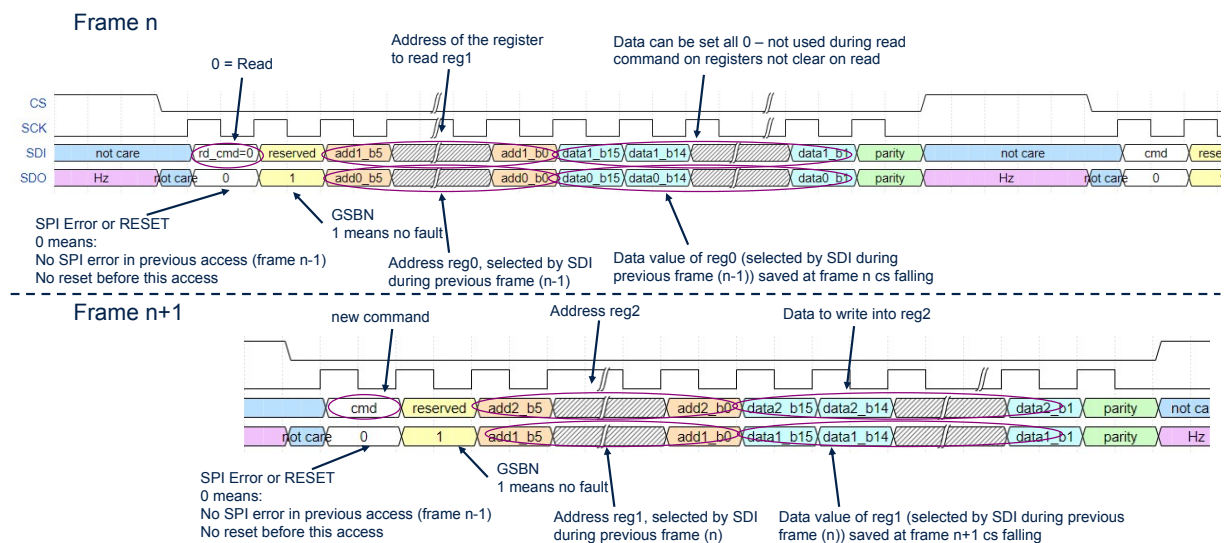 Frame n
0 = Read
Address of the register
to read reg1
Data can be set all 0 – not used during read
command on registers not clear on read
CS
SCK
SDI not care rd_cmd=0 reserved add1_b5 add1_b0 data1_b15 data1_b14 data1_b1 parity not care cmd rese
SDO Hz not care 0 1 add0_b5 add0_b0 data1_b15 data0_b14 data0_b1 parity Hz not care 0
SPI Error or RESET
0 means:
No SPI error in previous access (frame n-1)
No reset before this access
GSBN
1 means no fault
Address reg0, selected by SDI
during previous frame (n-1)
Data value of reg0 (selected by SDI during
previous frame (n-1)) saved at frame n cs falling
Frame n+1
new command
Address reg2
Data to write into reg2
cmd reserved add2_b5 add2_b0 data2_b15 data2_b14 data2_b1 parity not ca
not care 0 1 add1_b5 add1_b0 data1_b15 data1_b14 data1_b1 parity Hz
SPI Error or RESET
0 means:
No SPI error in previous access (frame n-1)
No reset before this access
GSBN
1 means no fault
Address reg1, selected by SDI
during previous frame (n)
Data value of reg1 (selected by SDI during previous
frame (n)) saved at frame n+1 cs falling